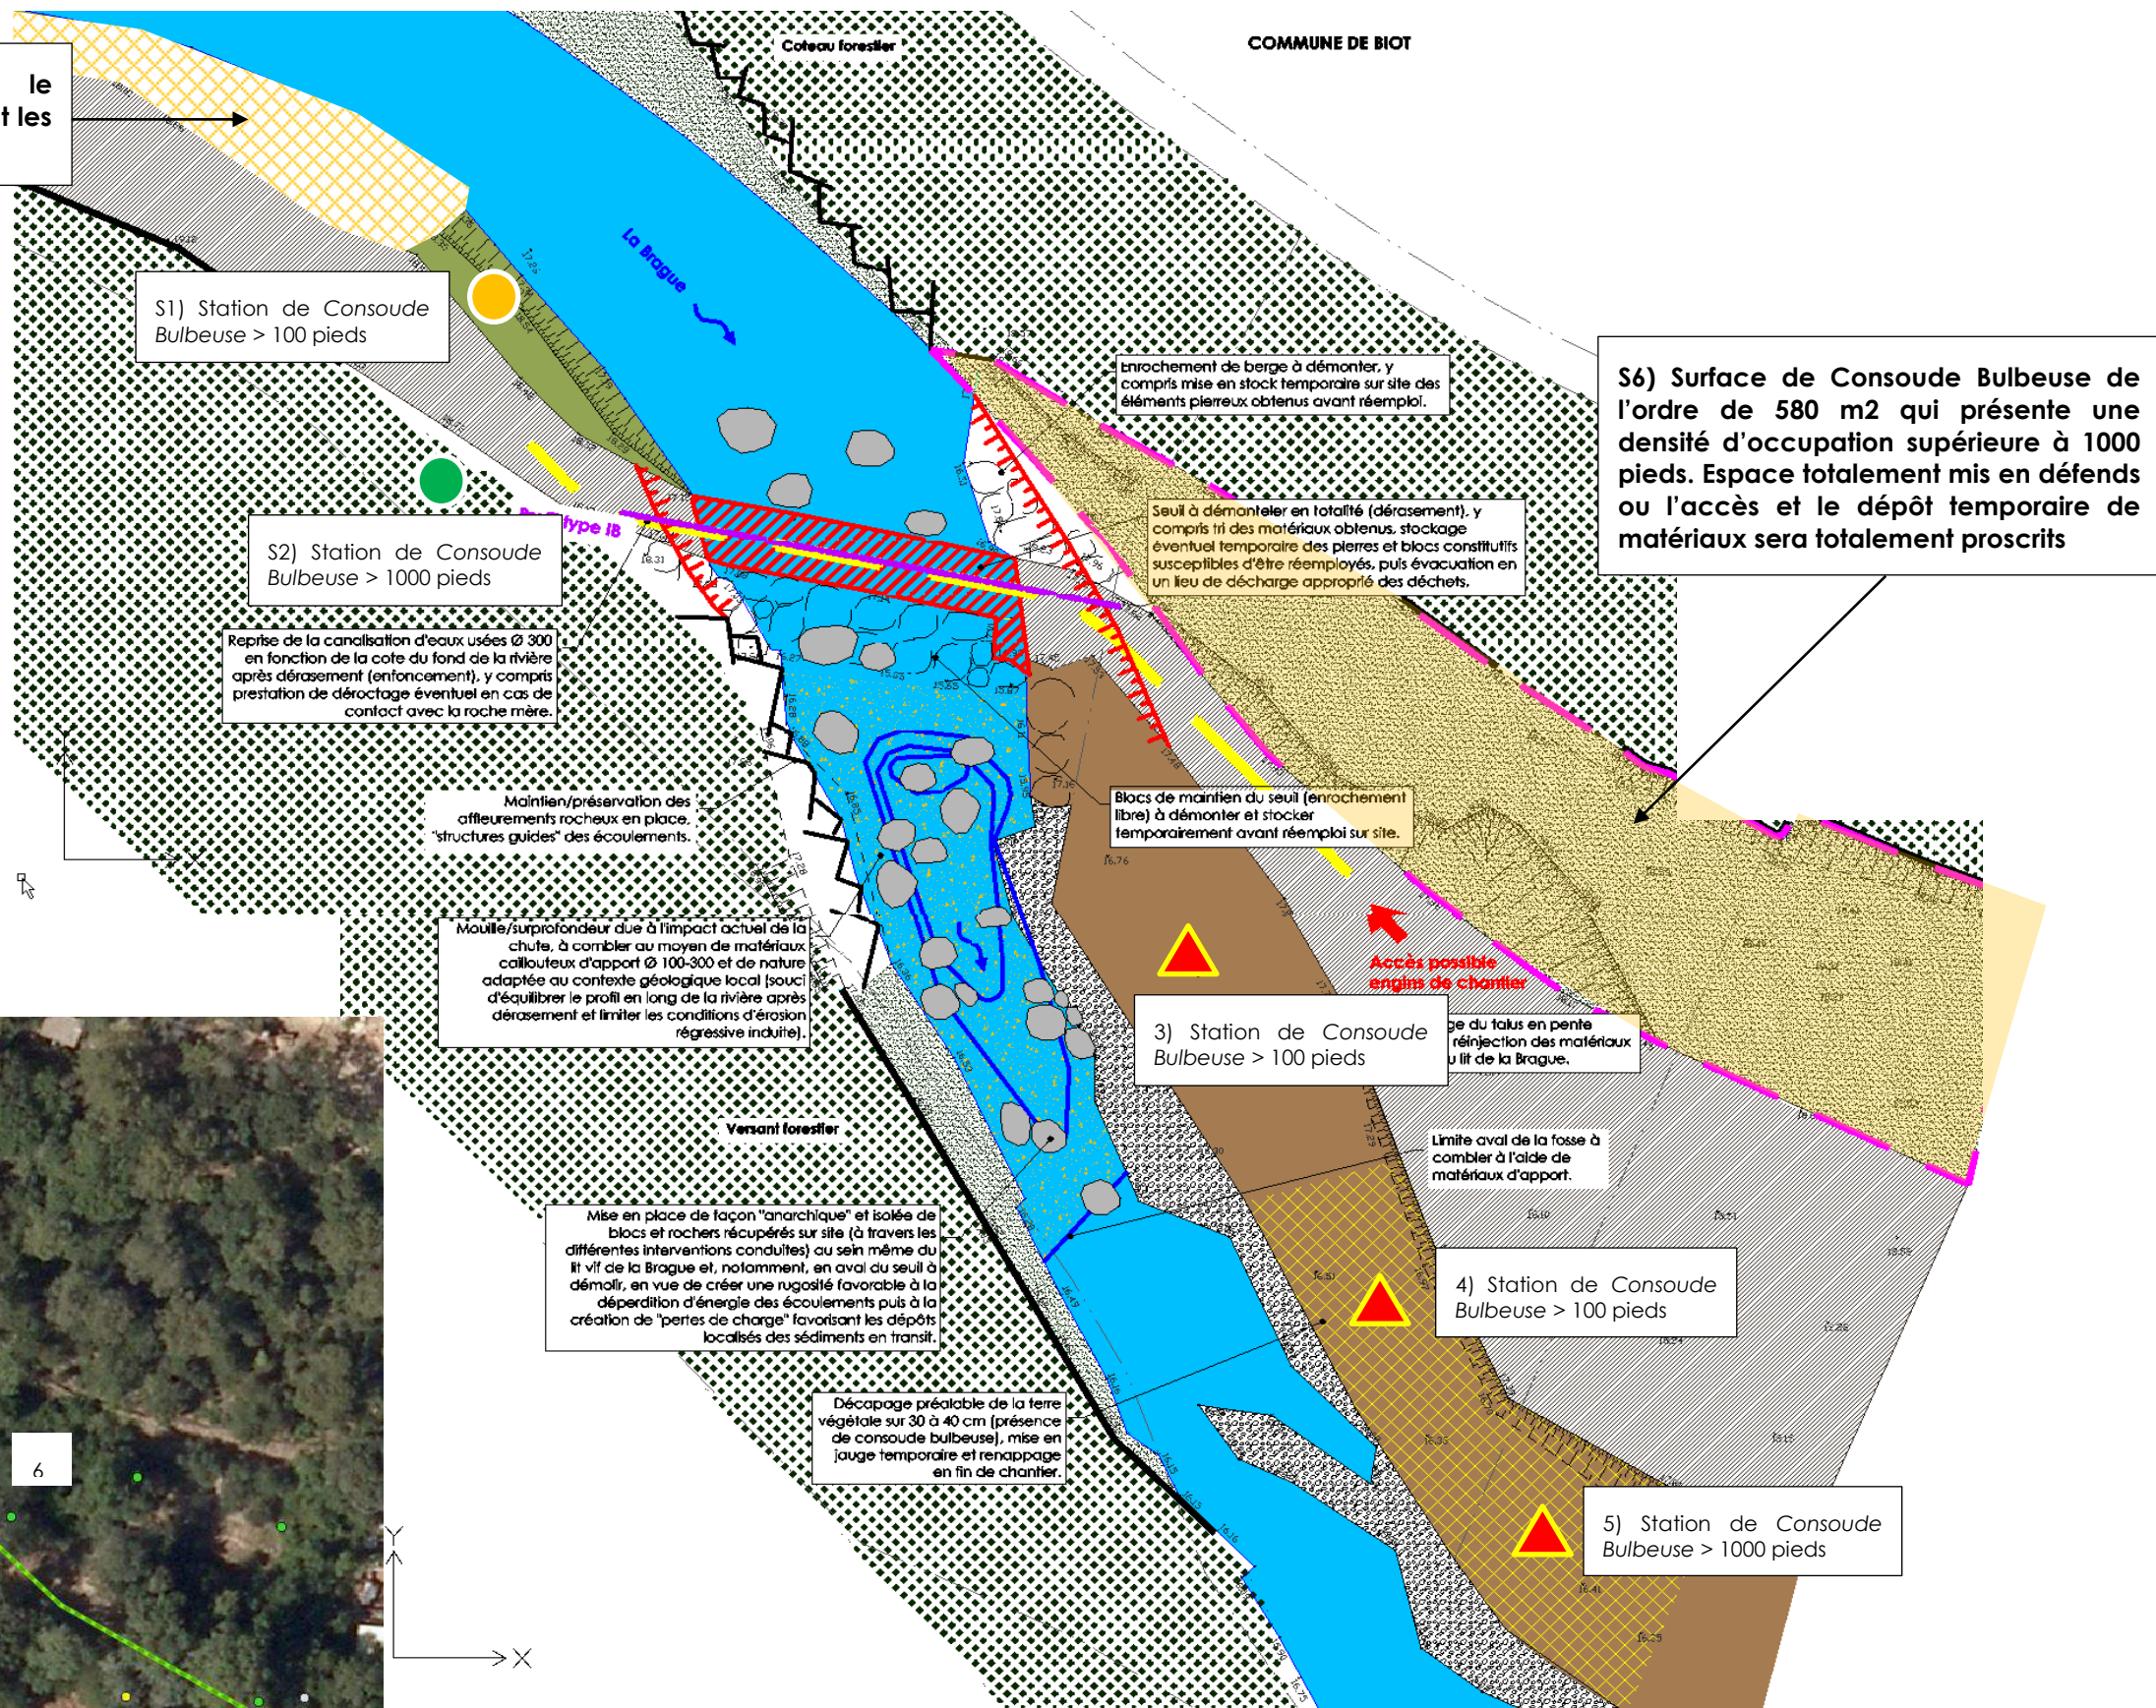 Coteau forestier
COMMUNE DE BIOT
le
t les
La Brague
S1) Station de Consoude
Bulbeuse > 100 pieds
Enrochement de berge à démonter, y
compris mise en stock temporaire sur site des
éléments pierreux obtenus avant réemploi.
S6) Surface de Consoude Bulbeuse de
l'ordre de 580 m2 qui présente une
densité d'occupation supérieure à 1000
pieds. Espace totalement mis en défends
ou l'accès et le dépôt temporaire de
matériaux sera totalement proscrits
Seuil à démanteler en totalité (dérasement), y
compris tri des matériaux obtenus, stockage
éventuel temporaire des pierres et blocs constitutifs
susceptibles d'être réemployés, puis évacuation en
un lieu de décharge approprié des déchets.
type IB
S2) Station de Consoude
Bulbeuse > 1000 pieds
Reprise de la canalisation d'eaux usées Ø 300
en fonction de la cote du fond de la rivière
après dérasement (enfoncement), y compris
prestation de déroctage éventuel en cas de
contact avec la roche mère.
Maintien/préservation des
affleurements rocheux en place,
"structures guides" des écoulements.
Blocs de maintien du seuil (enrochement
libre) à démonter et stocker
temporairement avant réemploi sur site.
16.76
Mouille/surprofondeur due à l'impact actuel de la
chute, à combler au moyen de matériaux
caillouteux d'apport Ø 100-300 et de nature
adaptée au contexte géologique local (souci
d'équilibrer le profil en long de la rivière après
dérasement et limiter les conditions d'érosion
régressive induite).
Accès possible
engins de chantier
3) Station de Consoude
Bulbeuse > 100 pieds
ge du talus en pente
réinjection des matériaux
u lit de la Brague.
Versant forestier
Limite aval de la fosse à
combler à l'aide de
matériaux d'apport.
Mise en place de façon "anarchique" et isolée de
blocs et rochers récupérés sur site (à travers les
différentes interventions conduites) au sein même du
lit vif de la Brague et, notamment, en aval du seuil à
démolir, en vue de créer une rugosité favorable à la
déperdition d'énergie des écoulements puis à la
création de "pertes de charge" favorisant les dépôts
localisés des sédiments en transit.
4) Station de Consoude
Bulbeuse > 100 pieds
Décapage préalable de la terre
végétale sur 30 à 40 cm (présence
de consoude bulbeuse), mise en
jauge temporaire et renappage
en fin de chantier.
6
5) Station de Consoude
Bulbeuse > 1000 pieds
Y
X